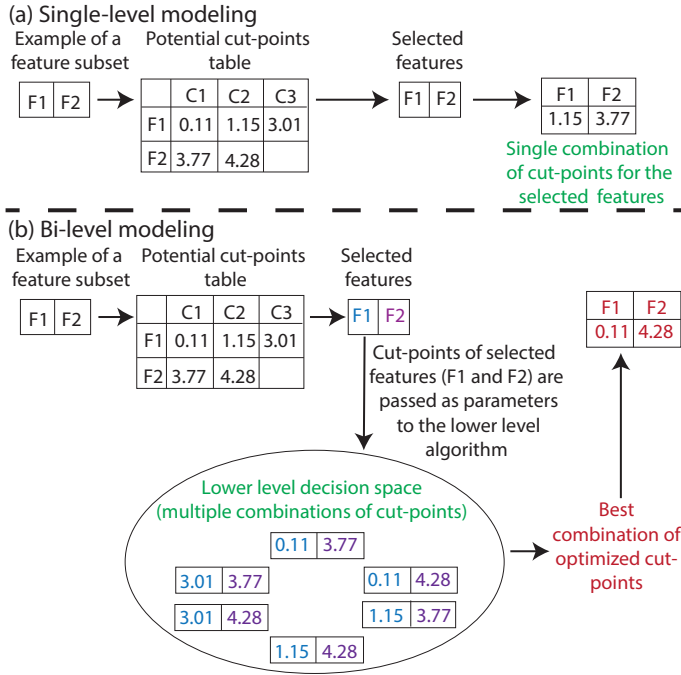 (a) Single-level modeling
Example of a
feature subset
Potential cut-points
table
Selected
features
F1 F2
C1 C2 C3
F1 0.11 1.15 3.01
F2 3.77 4.28
F1 F2
F1 F2
1.15 3.77
Single combination
of cut-points for the
selected features
(b) Bi-level modeling
Example of a
feature subset
Potential cut-points
table
Selected
features
F1 F2
C1 C2 C3
F1 0.11 1.15 3.01
F2 3.77 4.28
F1 F2
F1 F2
0.11 4.28
Cut-points of selected
features (F1 and F2) are
passed as parameters
to the lower level
algorithm
Lower level decision space
(multiple combinations of cut-points)
0.11 3.77
3.01 3.77
0.11 4.28
3.01 4.28
1.15 3.77
1.15 4.28
Best
combination of
optimized cut-
points